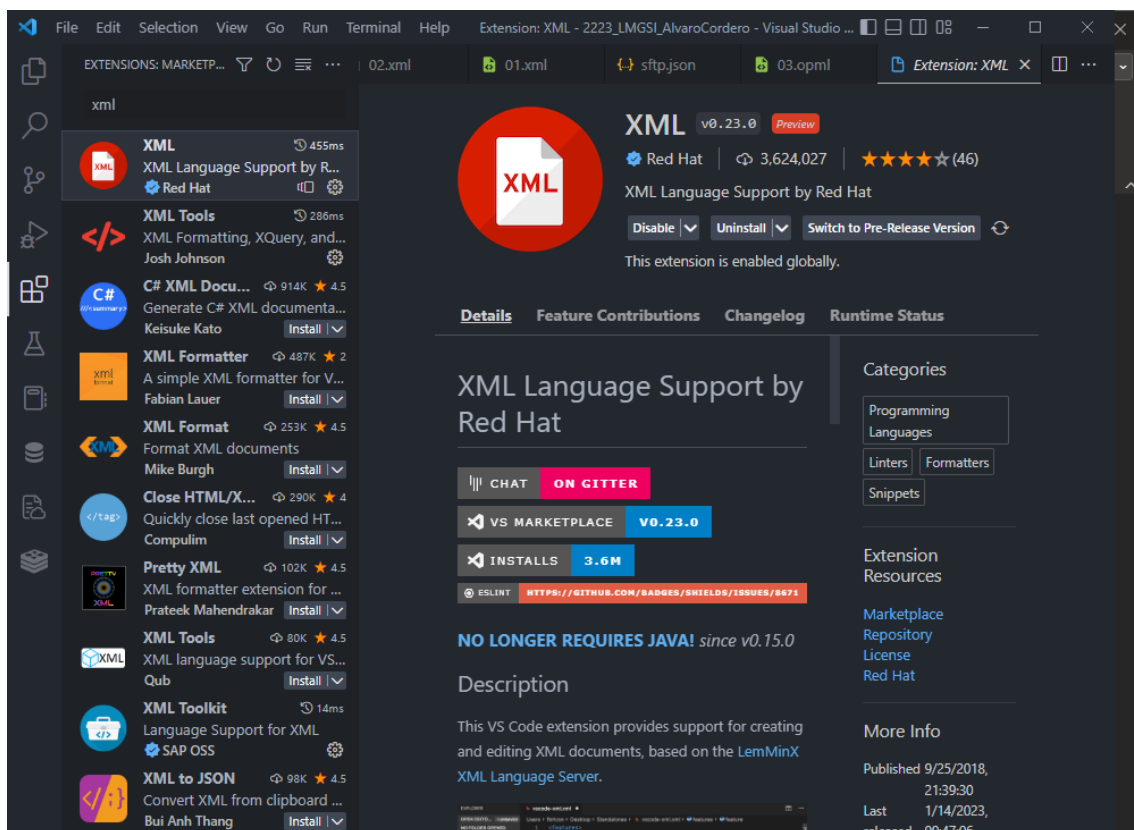 File Edit Selection View Go Run Terminal Help Extension: XML - 2223_LMGSI_AlvaroCordero - Visual Studio ...
EXTENSIONS: MARKETP...
02.xml 01.xml {..} sftp.json 03.opml Extension: XML
xml
XML
XML 455ms
XML Language Support by R...
Red Hat
XML Tools 286ms
XML Formatting, XQuery, and...
Josh Johnson
C#
C# XML Docu... 914K ★ 4.5
Generate C# XML documenta...
Keisuke Kato Install
xml
format
XML Formatter 487K ★ 2
A simple XML formatter for V...
Fabian Lauer Install
XML
XML Format 253K ★ 4.5
Format XML documents
Mike Burgh Install
</tag>
Close HTML/X... 290K ★ 4
Quickly close last opened HT...
Compulim Install
PRETTY
XML
Pretty XML 102K ★ 4.5
XML formatter extension for ...
Prateek Mahendrakar Install
XML
XML Tools 80K ★ 4.5
XML language support for VS...
Qub Install
XML Toolkit 14ms
Language Support for XML
SAP OSS
XML to JSON 98K ★ 4.5
Convert XML from clipboard ...
Bui Anh Thang Install
XML
XML v0.23.0 Preview
Red Hat 3,624,027 (46)
XML Language Support by Red Hat
Disable Uninstall Switch to Pre-Release Version
This extension is enabled globally.
Details Feature Contributions Changelog Runtime Status
XML Language Support by
Red Hat
CHAT ON GITTER
VS MARKETPLACE V0.23.0
INSTALLS 3.6M
ESLINT HTTPS://GITHUB.COM/BADGES/SHIELDS/ISSUES/8671
NO LONGER REQUIRES JAVA! since v0.15.0
Description
This VS Code extension provides support for creating
and editing XML documents, based on the LemMinX
XML Language Server.
Categories
Programming
Languages
Linters Formatters
Snippets
Extension
Resources
Marketplace
Repository
License
Red Hat
More Info
Published 9/25/2018,
21:39:30
Last 1/14/2023,